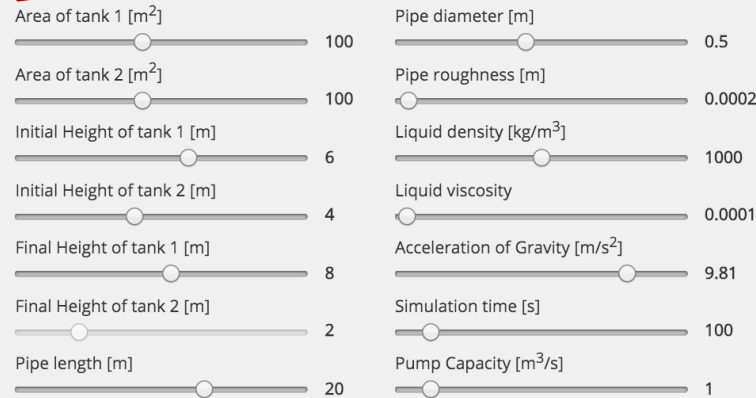 Area of tank 1 [m²]
100
Area of tank 2 [m²]
100
Initial Height of tank 1 [m]
6
Initial Height of tank 2 [m]
4
Final Height of tank 1 [m]
8
Final Height of tank 2 [m]
2
Pipe length [m]
20
Pipe diameter [m]
0.5
Pipe roughness [m]
0.0002
Liquid density [kg/m³]
1000
Liquid viscosity
0.0001
Acceleration of Gravity [m/s²]
9.81
Simulation time [s]
100
Pump Capacity [m³/s]
1